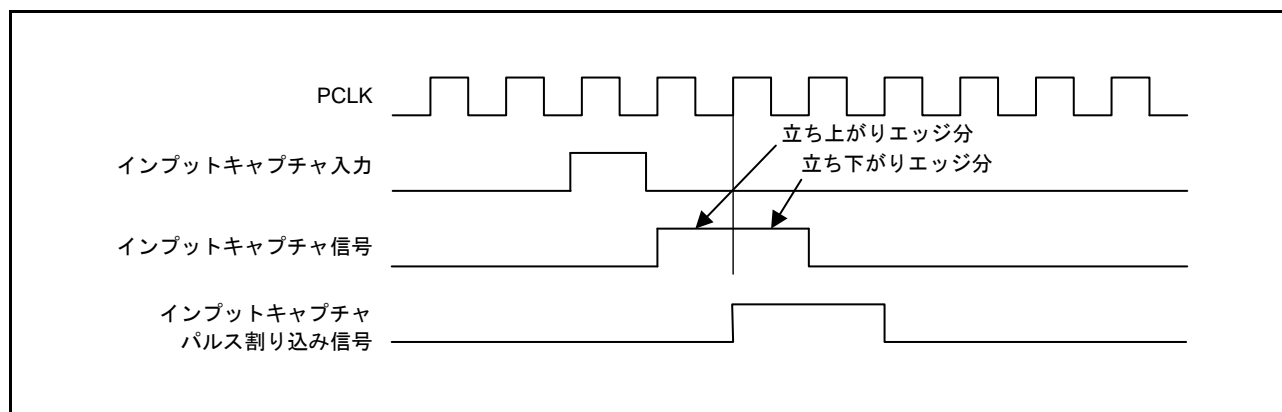 PCLK
立ち上がりエッジ分
立ち下がりエッジ分
インプットキャプチャ入力
インプットキャプチャ信号
インプットキャプチャ
パルス割り込み信号